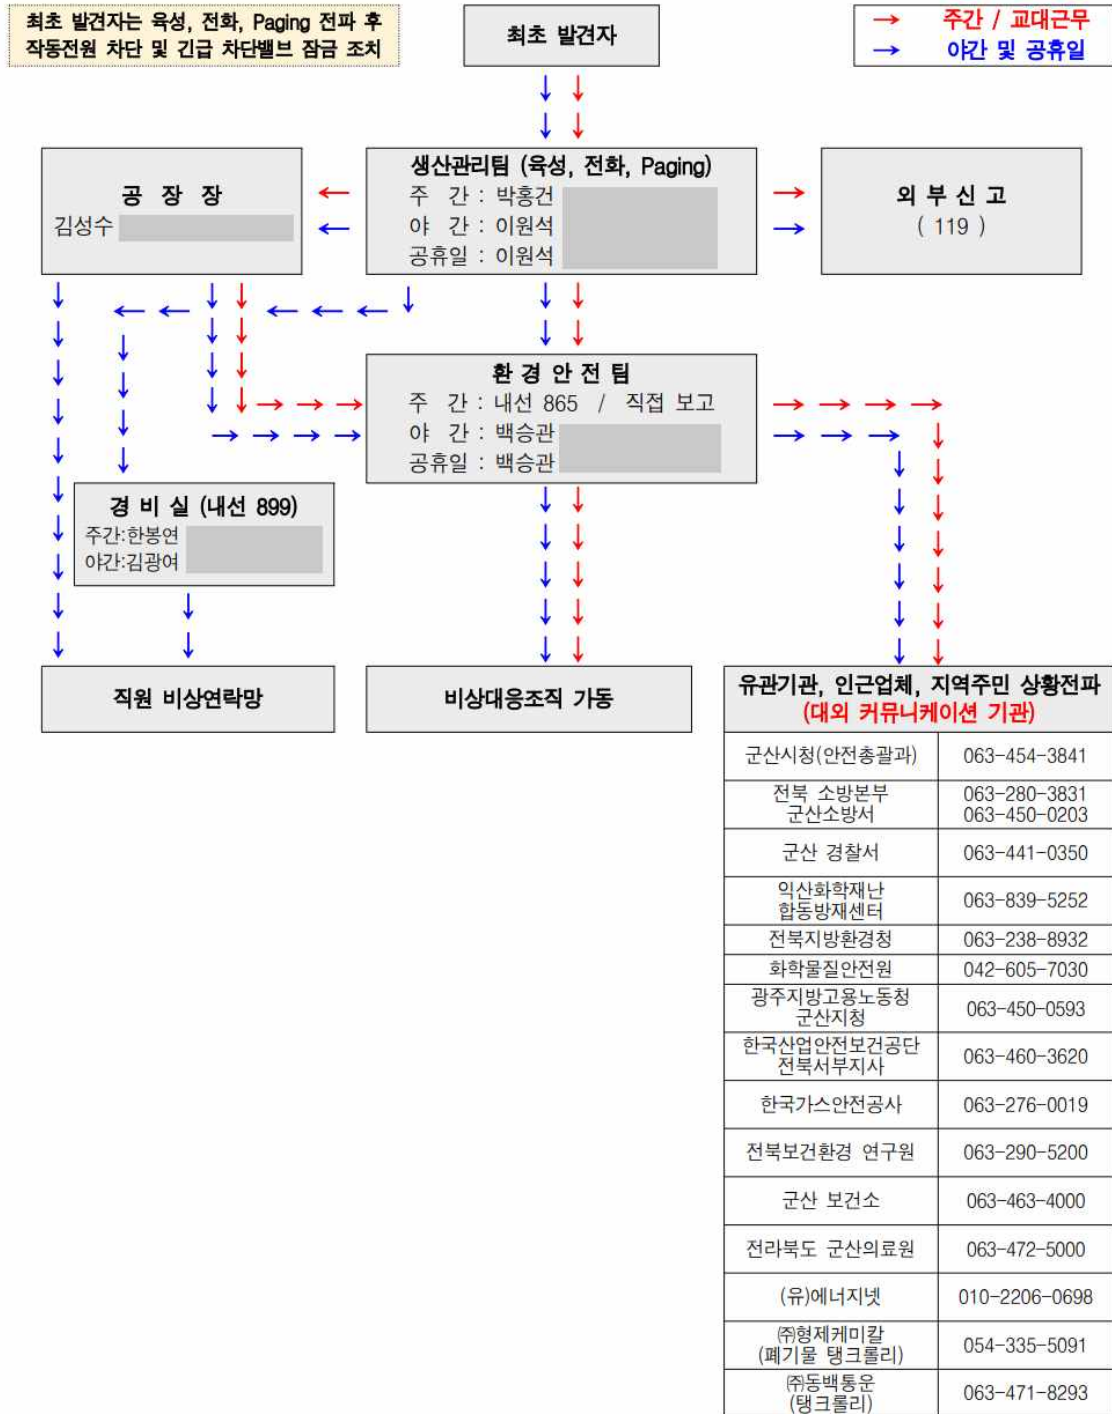 최초 발견자는 육성, 전화, Paging 전파 후
작동전원 차단 및 긴급 차단밸브 잠금 조치
최초 발견자
→ 주간 / 교대근무
→ 야간 및 공휴일
공 장 장
김성수
생산관리팀 (육성, 전화, Paging)
주 간 : 박홍건
야 간 : 이원석
공휴일 : 이원석
외 부 신 고
( 119 )
환 경 안 전 팀
주 간 : 내선 865 / 직접 보고
야 간 : 백승관
공휴일 : 백승관
경 비 실 (내선 899)
주간:한봉연
야간:김광여
직원 비상연락망
비상대응조직 가동
유관기관, 인근업체, 지역주민 상황전파
(대외 커뮤니케이션 기관)
군산시청(안전총괄과) 063-454-3841
전북 소방본부 063-280-3831
군산소방서 063-450-0203
군산 경찰서 063-441-0350
익산화학재난
합동방재센터 063-839-5252
전북지방환경청 063-238-8932
화학물질안전원 042-605-7030
광주지방고용노동청
군산지청 063-450-0593
한국산업안전보건공단
전북서부지사 063-460-3620
한국가스안전공사 063-276-0019
전북보건환경 연구원 063-290-5200
군산 보건소 063-463-4000
전라북도 군산의료원 063-472-5000
(유)에너지넷 010-2206-0698
㈜형제케미칼
(폐기물 탱크롤리) 054-335-5091
㈜동백통운
(탱크롤리) 063-471-8293